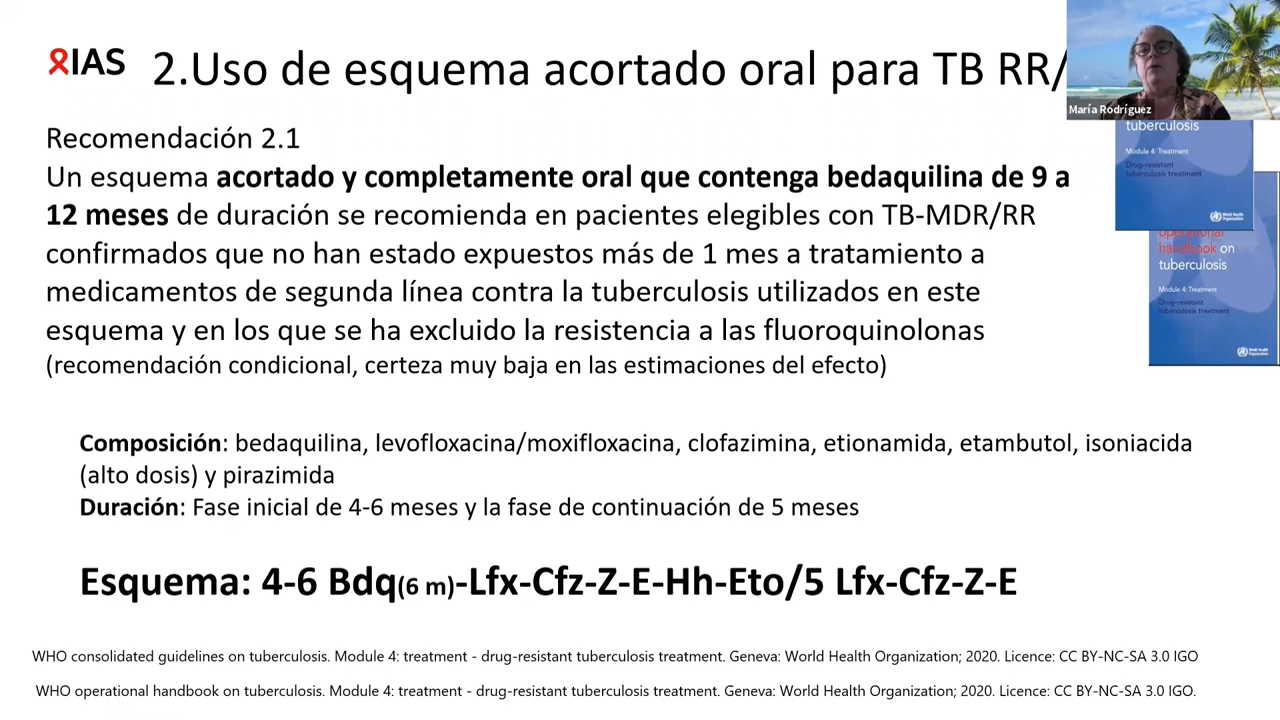 IAS
2.Uso de esquema acortado oral para TB RR/
María Rodríguez
Recomendación 2.1
Un esquema acortado y completamente oral que contenga bedaquilina de 9 a
12 meses de duración se recomienda en pacientes elegibles con TB-MDR/RR
confirmados que no han estado expuestos más de 1 mes a tratamiento a
medicamentos de segunda línea contra la tuberculosis utilizados en este
esquema y en los que se ha excluido la resistencia a las fluoroquinolonas
(recomendación condicional, certeza muy baja en las estimaciones del efecto)
tuberculosis
Module 4: Treatment
Drug-resistant
tuberculosis treatment
World Health
Organization
operational
handbook on
tuberculosis
Module 4: Treatment
Drug-resistant
tuberculosis treatment
World Health
Organization
Composición: bedaquilina, levofloxacina/moxifloxacina, clofazimina, etionamida, etambutol, isoniacida
(alto dosis) y pirazimida
Duración: Fase inicial de 4-6 meses y la fase de continuación de 5 meses
Esquema: 4-6 Bdq(6 m)-Lfx-Cfz-Z-E-Hh-Eto/5 Lfx-Cfz-Z-E
WHO consolidated guidelines on tuberculosis. Module 4: treatment - drug-resistant tuberculosis treatment. Geneva: World Health Organization; 2020. Licence: CC BY-NC-SA 3.0 IGO
WHO operational handbook on tuberculosis. Module 4: treatment - drug-resistant tuberculosis treatment. Geneva: World Health Organization; 2020. Licence: CC BY-NC-SA 3.0 IGO.